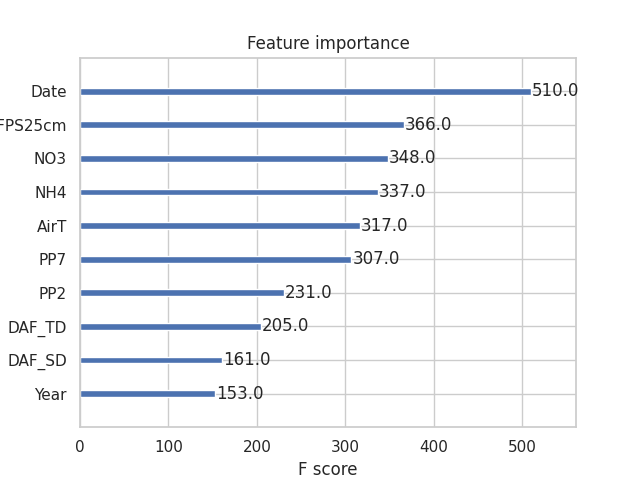 Feature importance
Date 510.0
FPS25cm 366.0
NO3 348.0
NH4 337.0
AirT 317.0
PP7 307.0
PP2 231.0
DAF_TD 205.0
DAF_SD 161.0
Year 153.0
0 100 200 300 400 500
F score